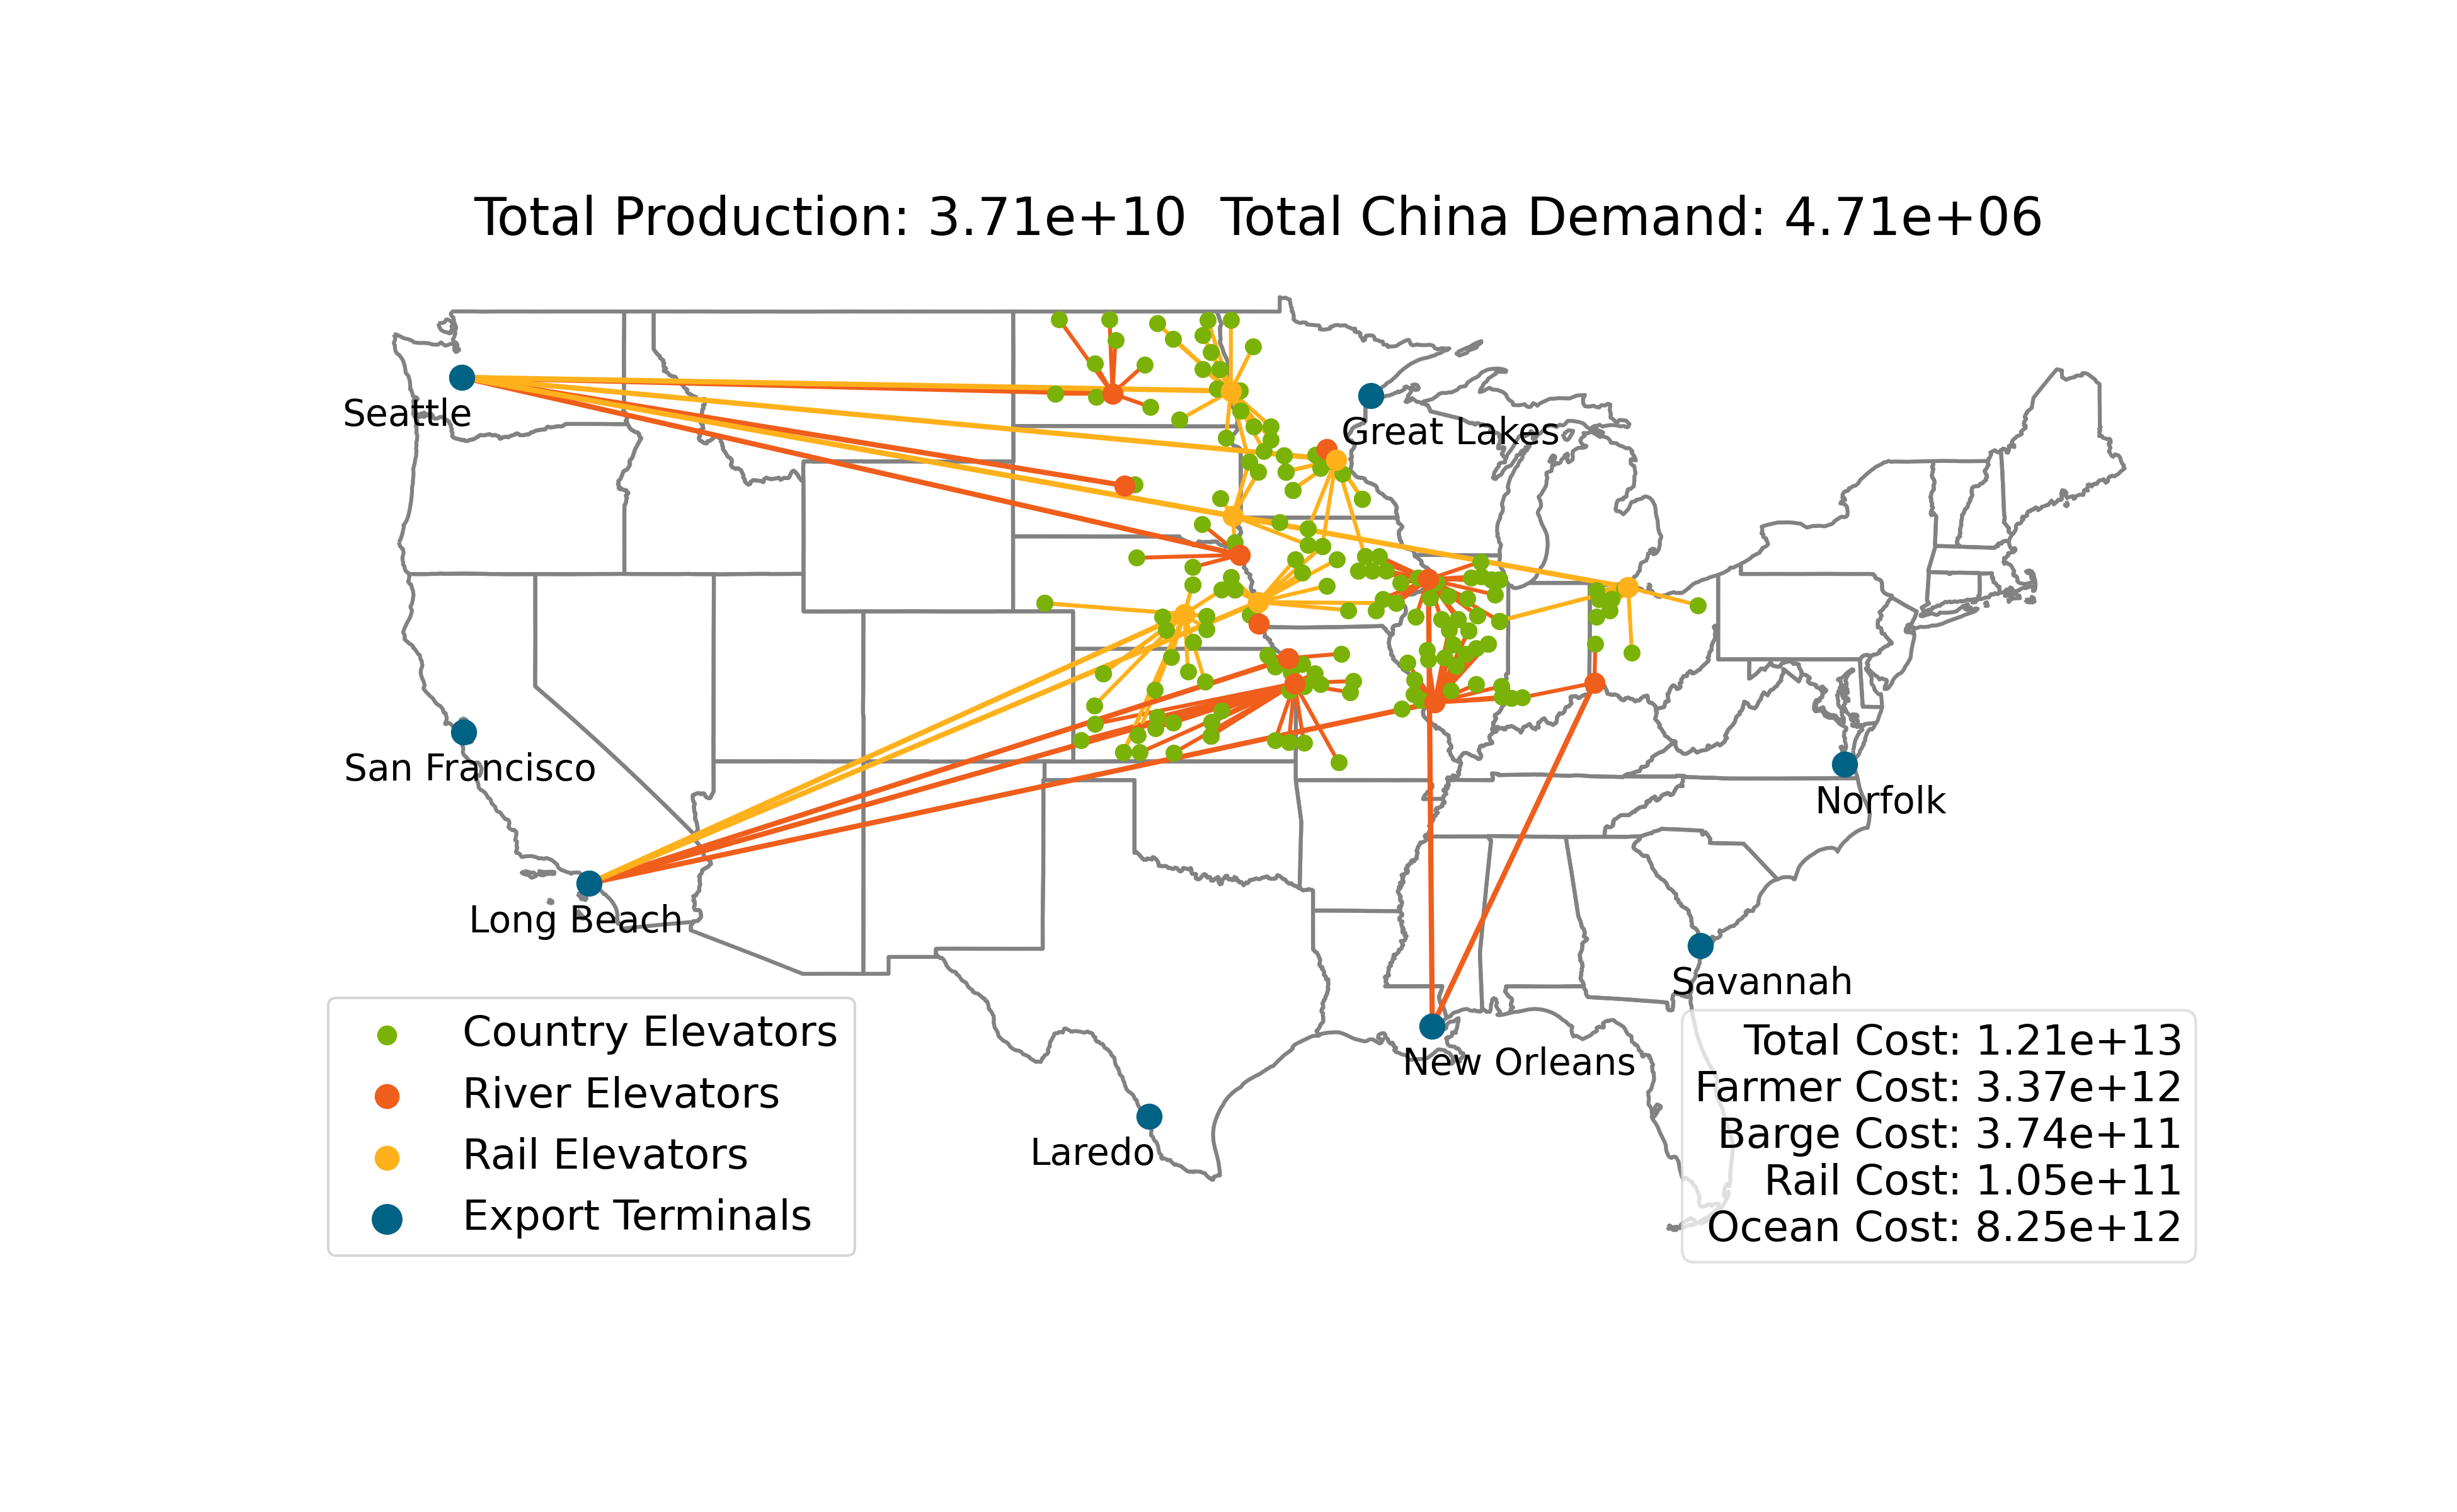 Total Production: 3.71e+10  Total China Demand: 4.71e+06
Seattle
Great Lakes
San Francisco
Norfolk
Long Beach
Savannah
New Orleans
Laredo
Country Elevators
River Elevators
Rail Elevators
Export Terminals
Total Cost: 1.21e+13
Farmer Cost: 3.37e+12
Barge Cost: 3.74e+11
Rail Cost: 1.05e+11
Ocean Cost: 8.25e+12